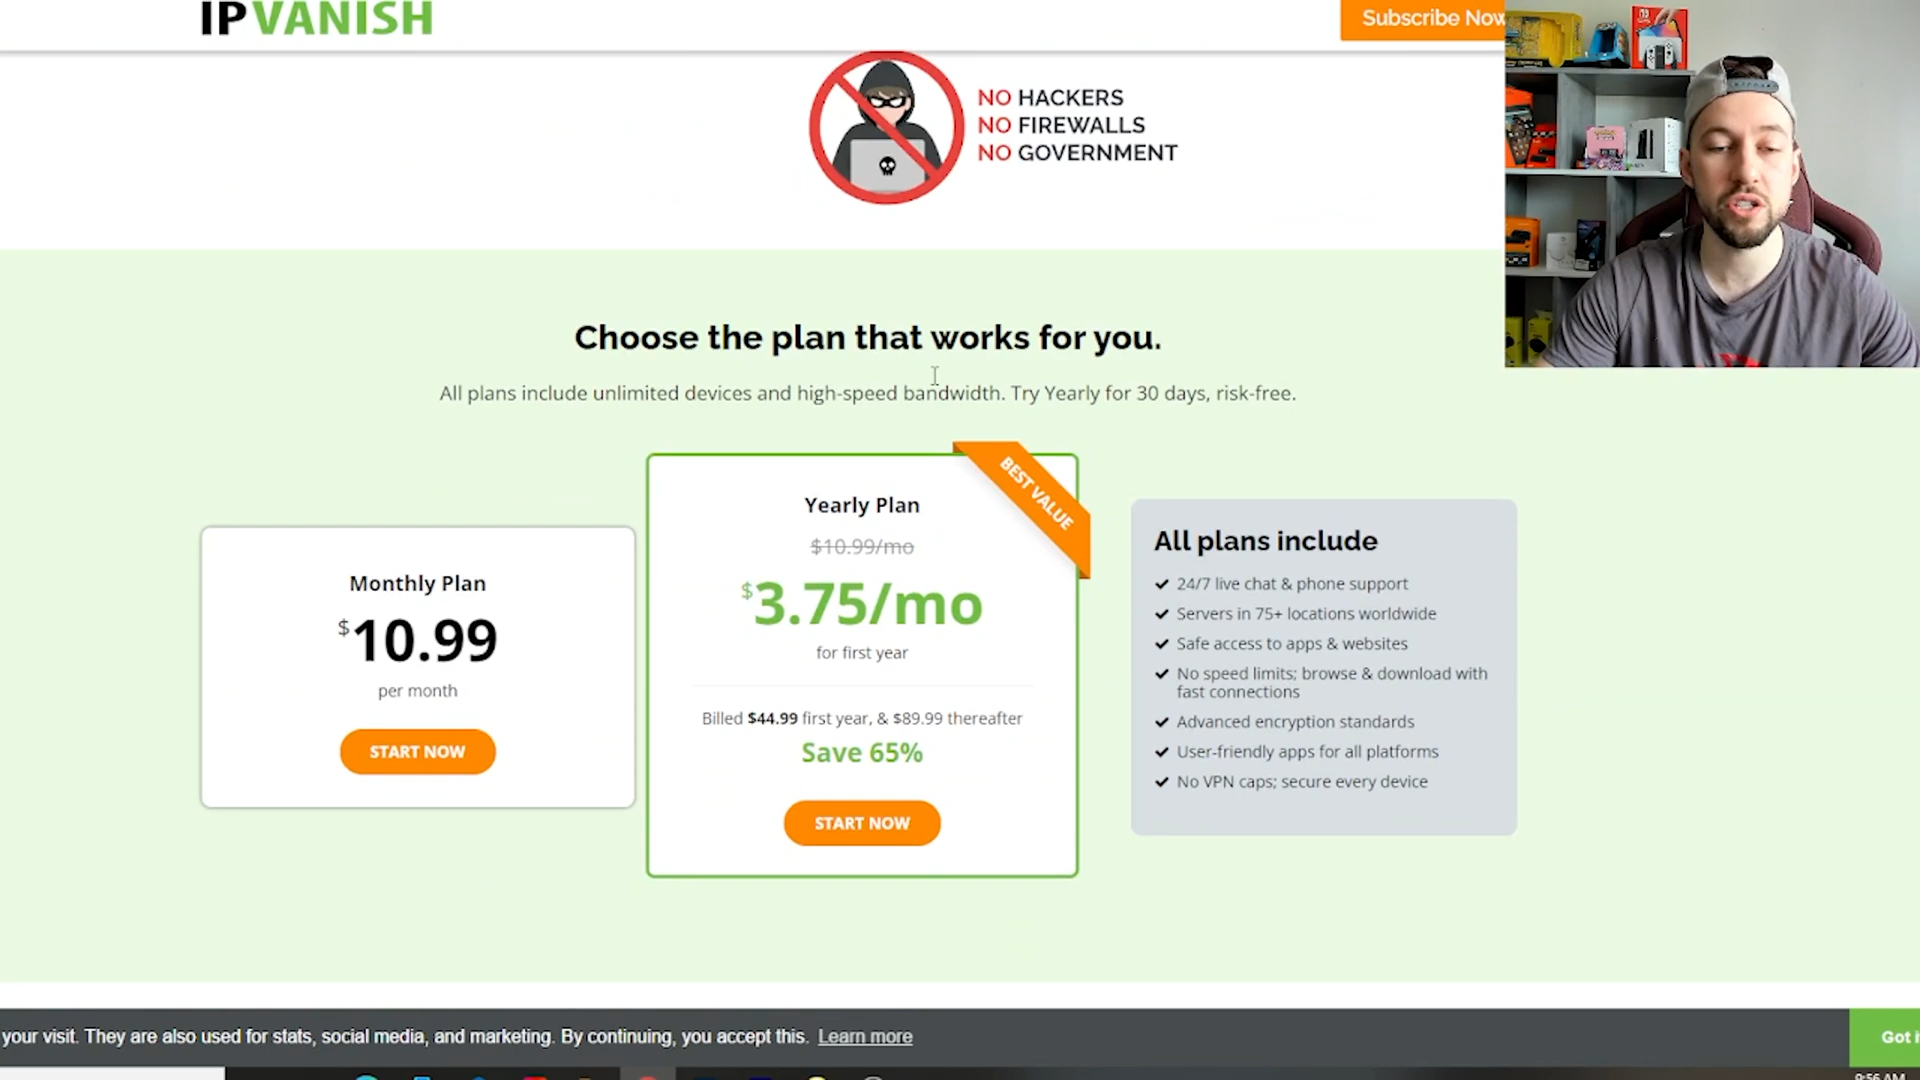 IPVANISH
Subscribe Now
NO HACKERS
NO FIREWALLS
NO GOVERNMENT
Choose the plan that works for you.
All plans include unlimited devices and high-speed bandwidth. Try Yearly for 30 days, risk-free.
Monthly Plan
$10.99
per month
START NOW
BEST VALUE
Yearly Plan
$10.99/mo
$3.75/mo
for first year
Billed $44.99 first year, & $89.99 thereafter
Save 65%
START NOW
All plans include
24/7 live chat & phone support
Servers in 75+ locations worldwide
Safe access to apps & websites
No speed limits; browse & download with
fast connections
Advanced encryption standards
User-friendly apps for all platforms
No VPN caps; secure every device
your visit. They are also used for stats, social media, and marketing. By continuing, you accept this. Learn more
Got i
9:56 AM